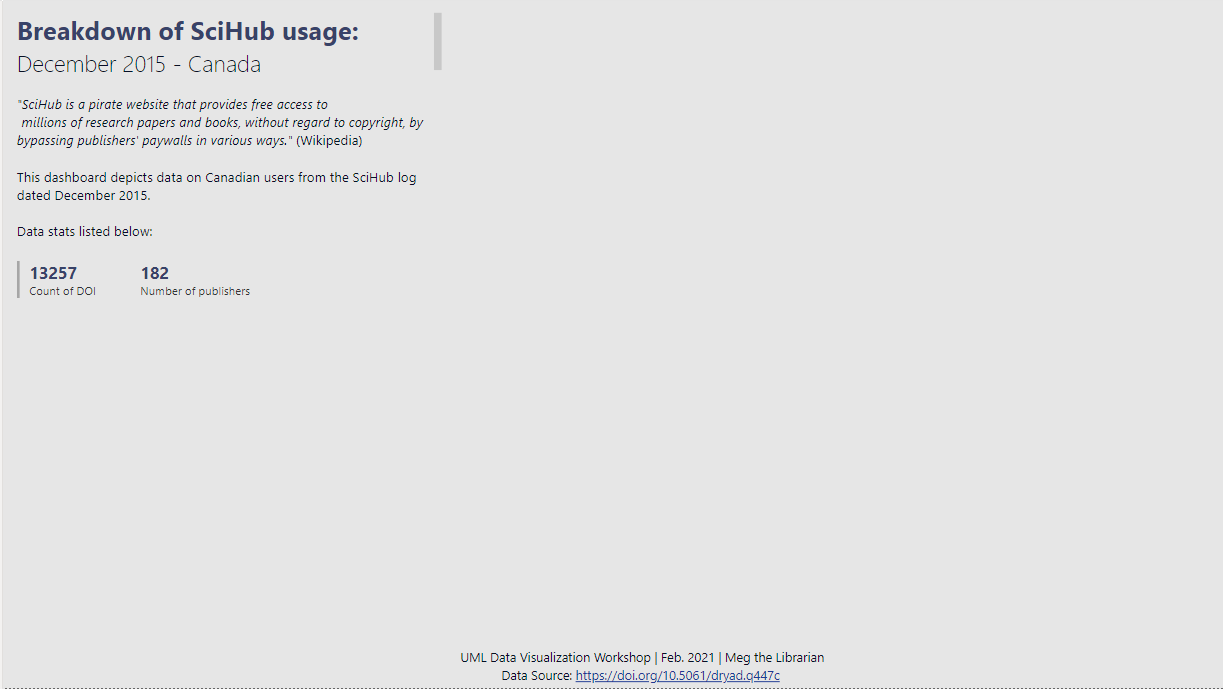 Breakdown of SciHub usage:
December 2015 - Canada
"SciHub is a pirate website that provides free access to
millions of research papers and books, without regard to copyright, by
bypassing publishers' paywalls in various ways." (Wikipedia)
This dashboard depicts data on Canadian users from the SciHub log
dated December 2015.
Data stats listed below:
13257 182
Count of DOI Number of publishers
UML Data Visualization Workshop | Feb. 2021 | Meg the Librarian
Data Source: https://doi.org/10.5061/dryad.q447c